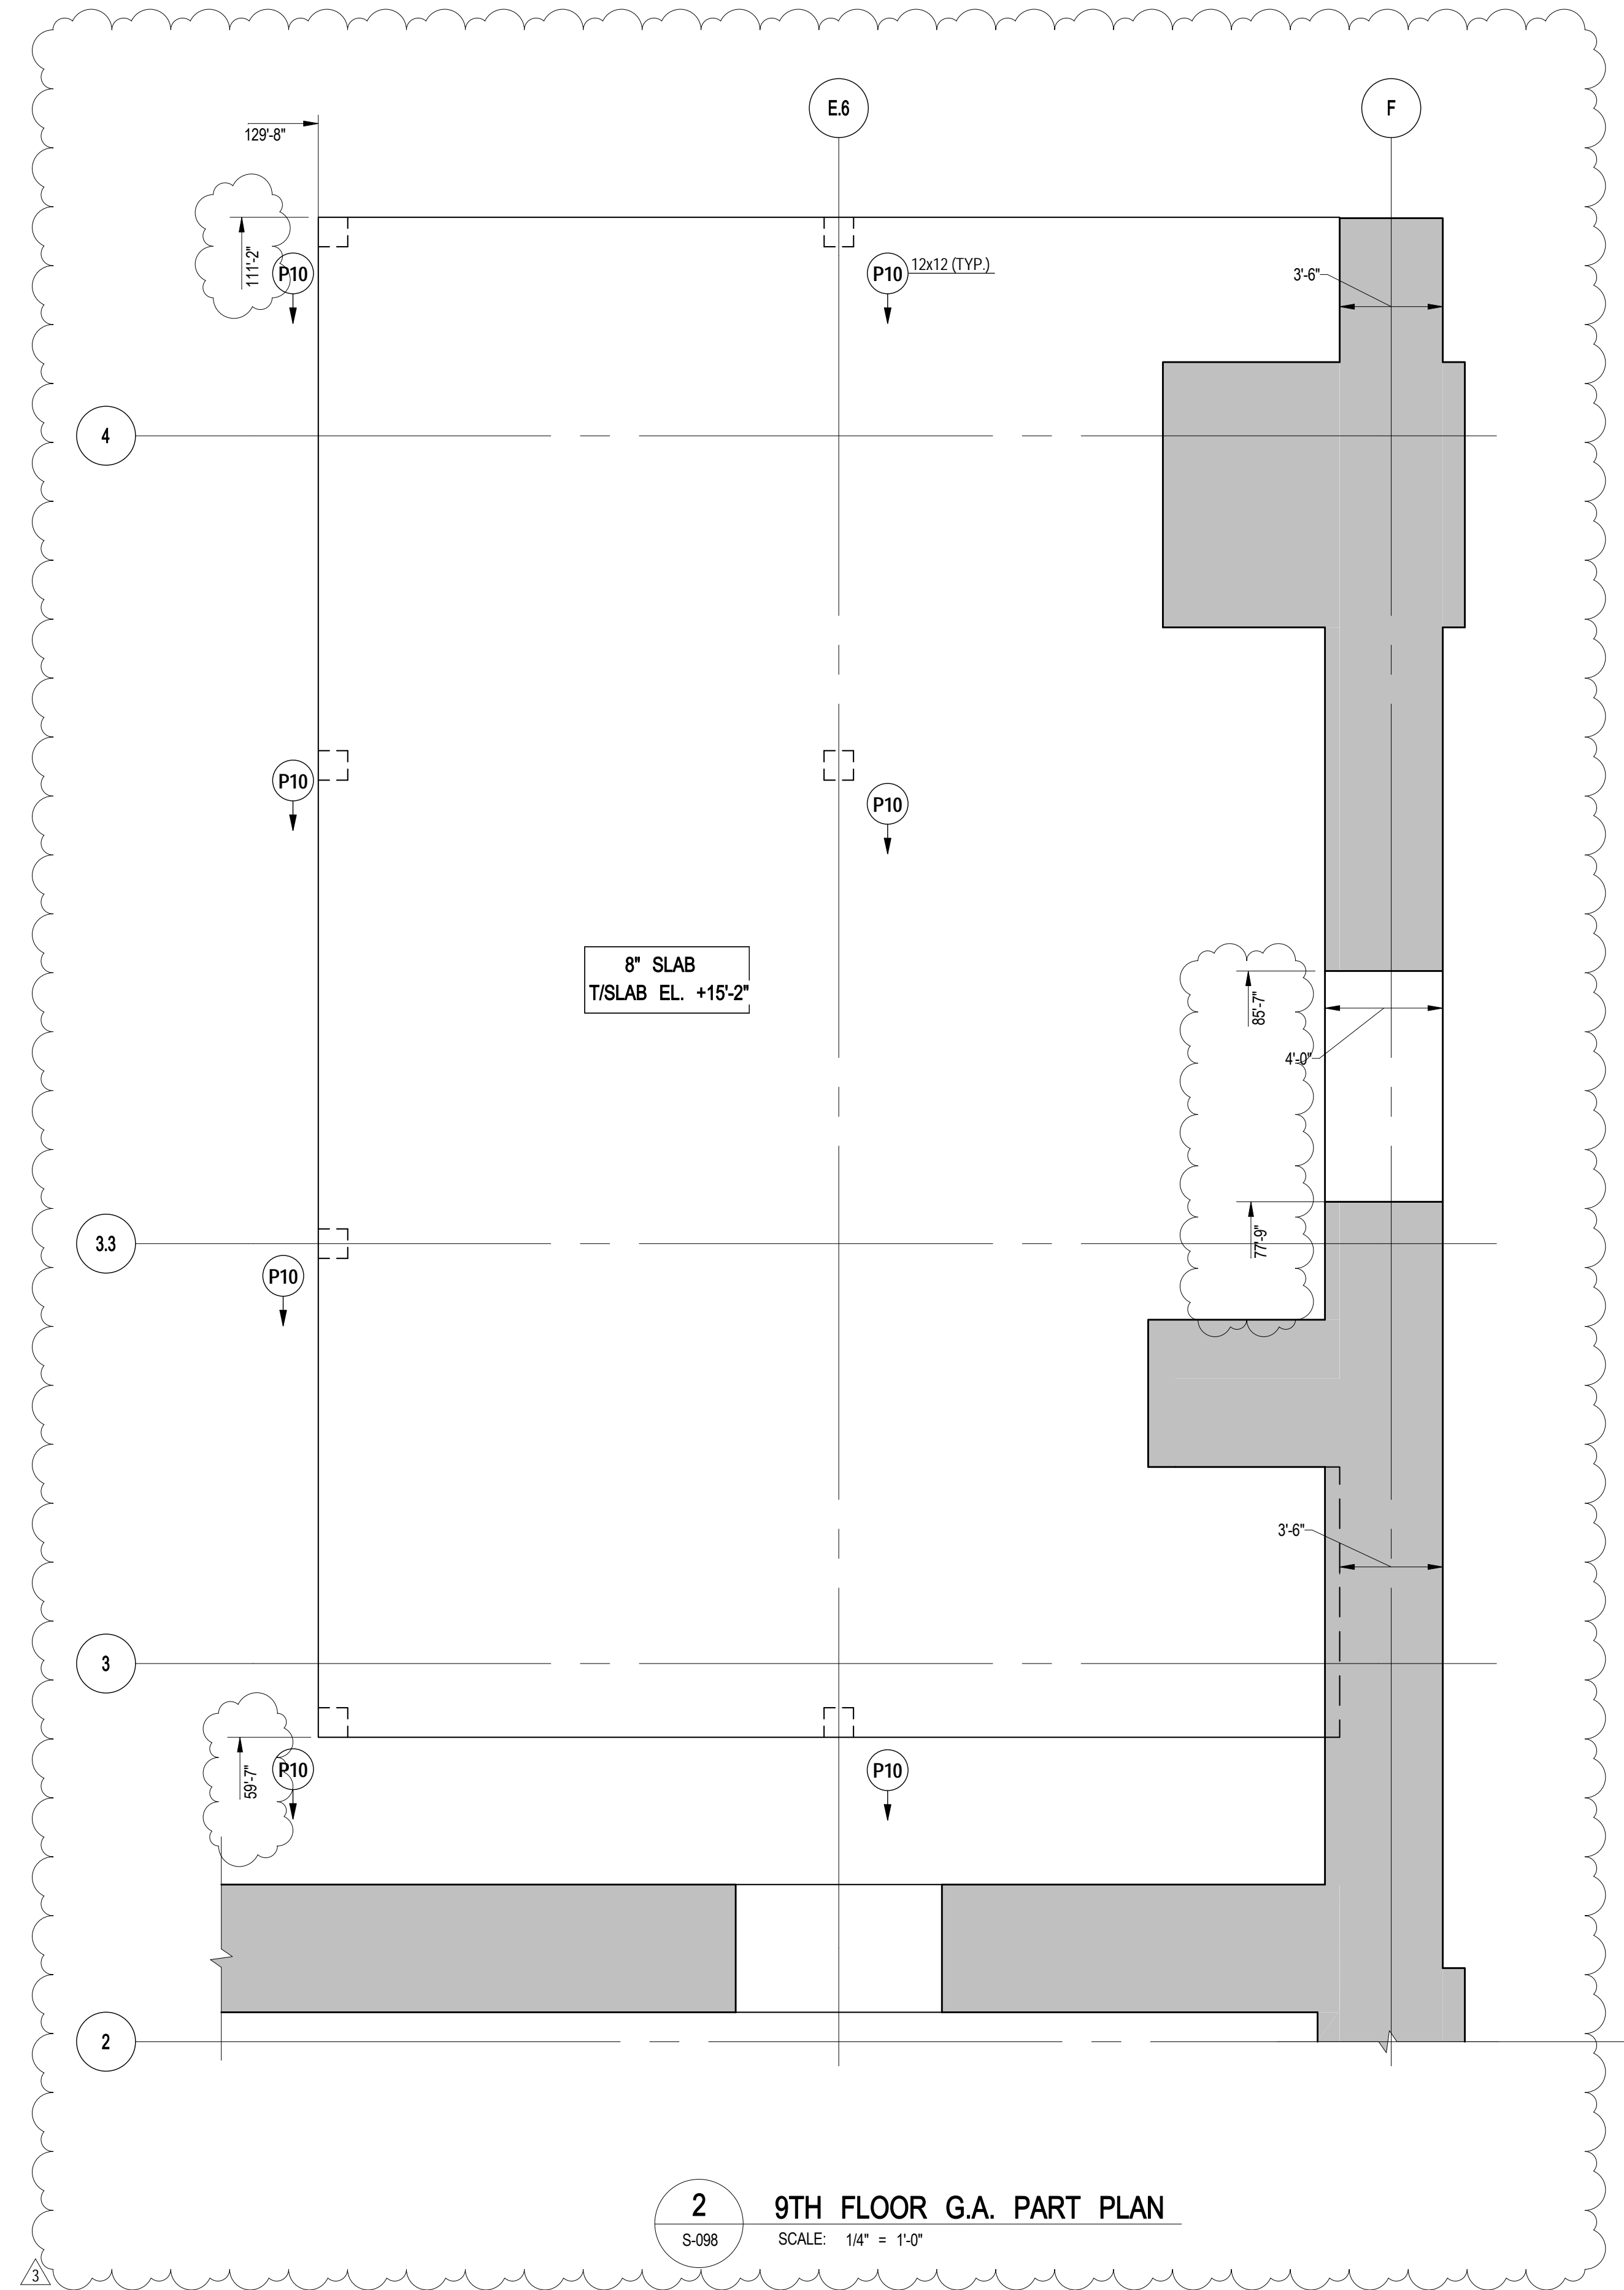 E.6
F
129'-8"
111'-2"
P10
P10
12x12 (TYP.)
3'-6"
4
P10
P10
8" SLAB
T/SLAB EL. +15'-2"
85'-7"
4'-0"
77'-9"
3.3
P10
3'-6"
3
59'-7"
P10
P10
2
2
S-098
9TH FLOOR G.A. PART PLAN
SCALE: 1/4" = 1'-0"
3